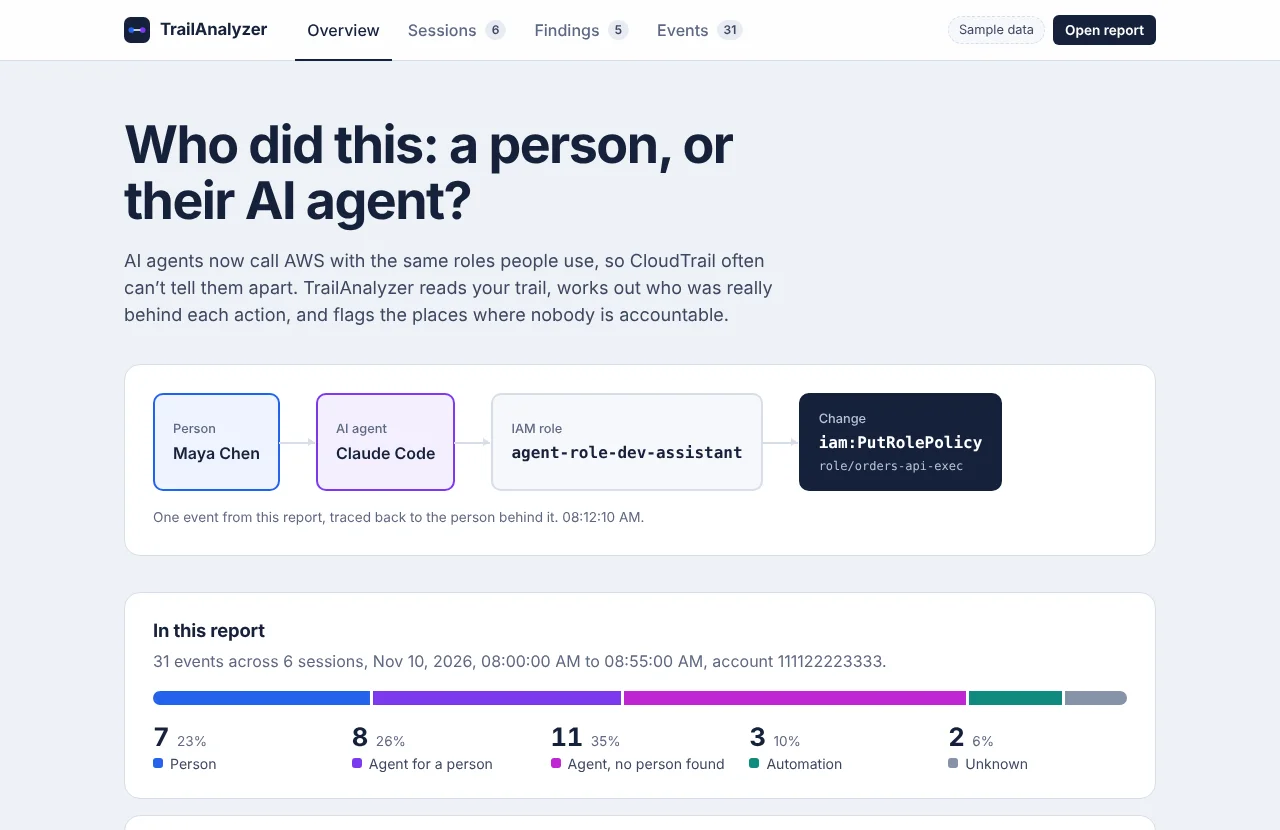 TrailAnalyzer
Overview
Sessions 6
Findings 5
Events 31
Sample data
Open report
Who did this: a person, or
their AI agent?
AI agents now call AWS with the same roles people use, so CloudTrail often
can’t tell them apart. TrailAnalyzer reads your trail, works out who was really
behind each action, and flags the places where nobody is accountable.
Person
Maya Chen
AI agent
Claude Code
IAM role
agent-role-dev-assistant
Change
iam:PutRolePolicy
role/orders-api-exec
One event from this report, traced back to the person behind it. 08:12:10 AM.
In this report
31 events across 6 sessions, Nov 10, 2026, 08:00:00 AM to 08:55:00 AM, account 111122223333.
7 23%
Person
8 26%
Agent for a person
11 35%
Agent, no person found
3 10%
Automation
2 6%
Unknown